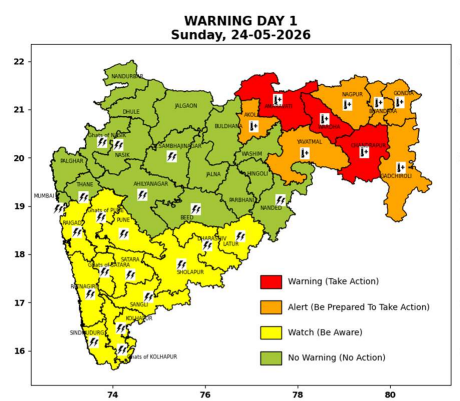 WARNING DAY 1
Sunday, 24-05-2026
22
21
20
19
18
17
16
74
76
78
80
NANDURBAR
DHULE
JALGAON
BULDHANA
AKOLA
NAGPUR
GONDIA
BHANDARA
Ghats of NASIK
NASIK
SAMBHAJINAGAR
WASHIM
YAVATMAL
GADCHIROLI
PALGHAR
THANE
AHILYANAGAR
JALNA
HINGOLI
PARBHANI
NANDED
MUMBAI
RAIGAD
Ghats of PUNE
PUNE
BEED
DHARASHIV
LATUR
SATARA
Ghats of SATARA
SHOLAPUR
RATNAGIRI
SANGLI
KOLHAPUR
SINDHUDURG
Ghats of KOLHAPUR
Warning (Take Action)
Alert (Be Prepared To Take Action)
Watch (Be Aware)
No Warning (No Action)